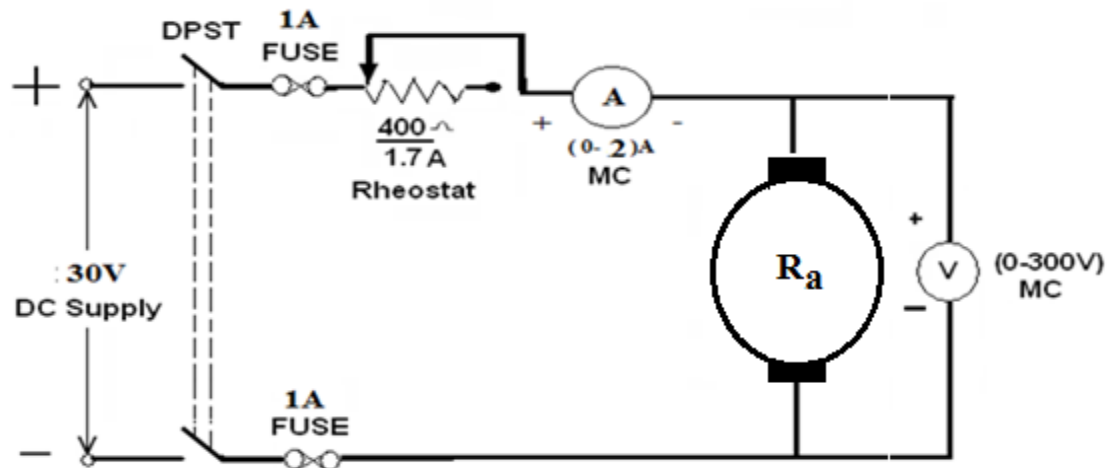 DPST
1A
FUSE
+
400 Ω
1.7 A
Rheostat
A
+ -
(0- 2)A
MC
: 30V
DC Supply
Ra
+
V
−
(0-300V)
MC
1A
FUSE
−